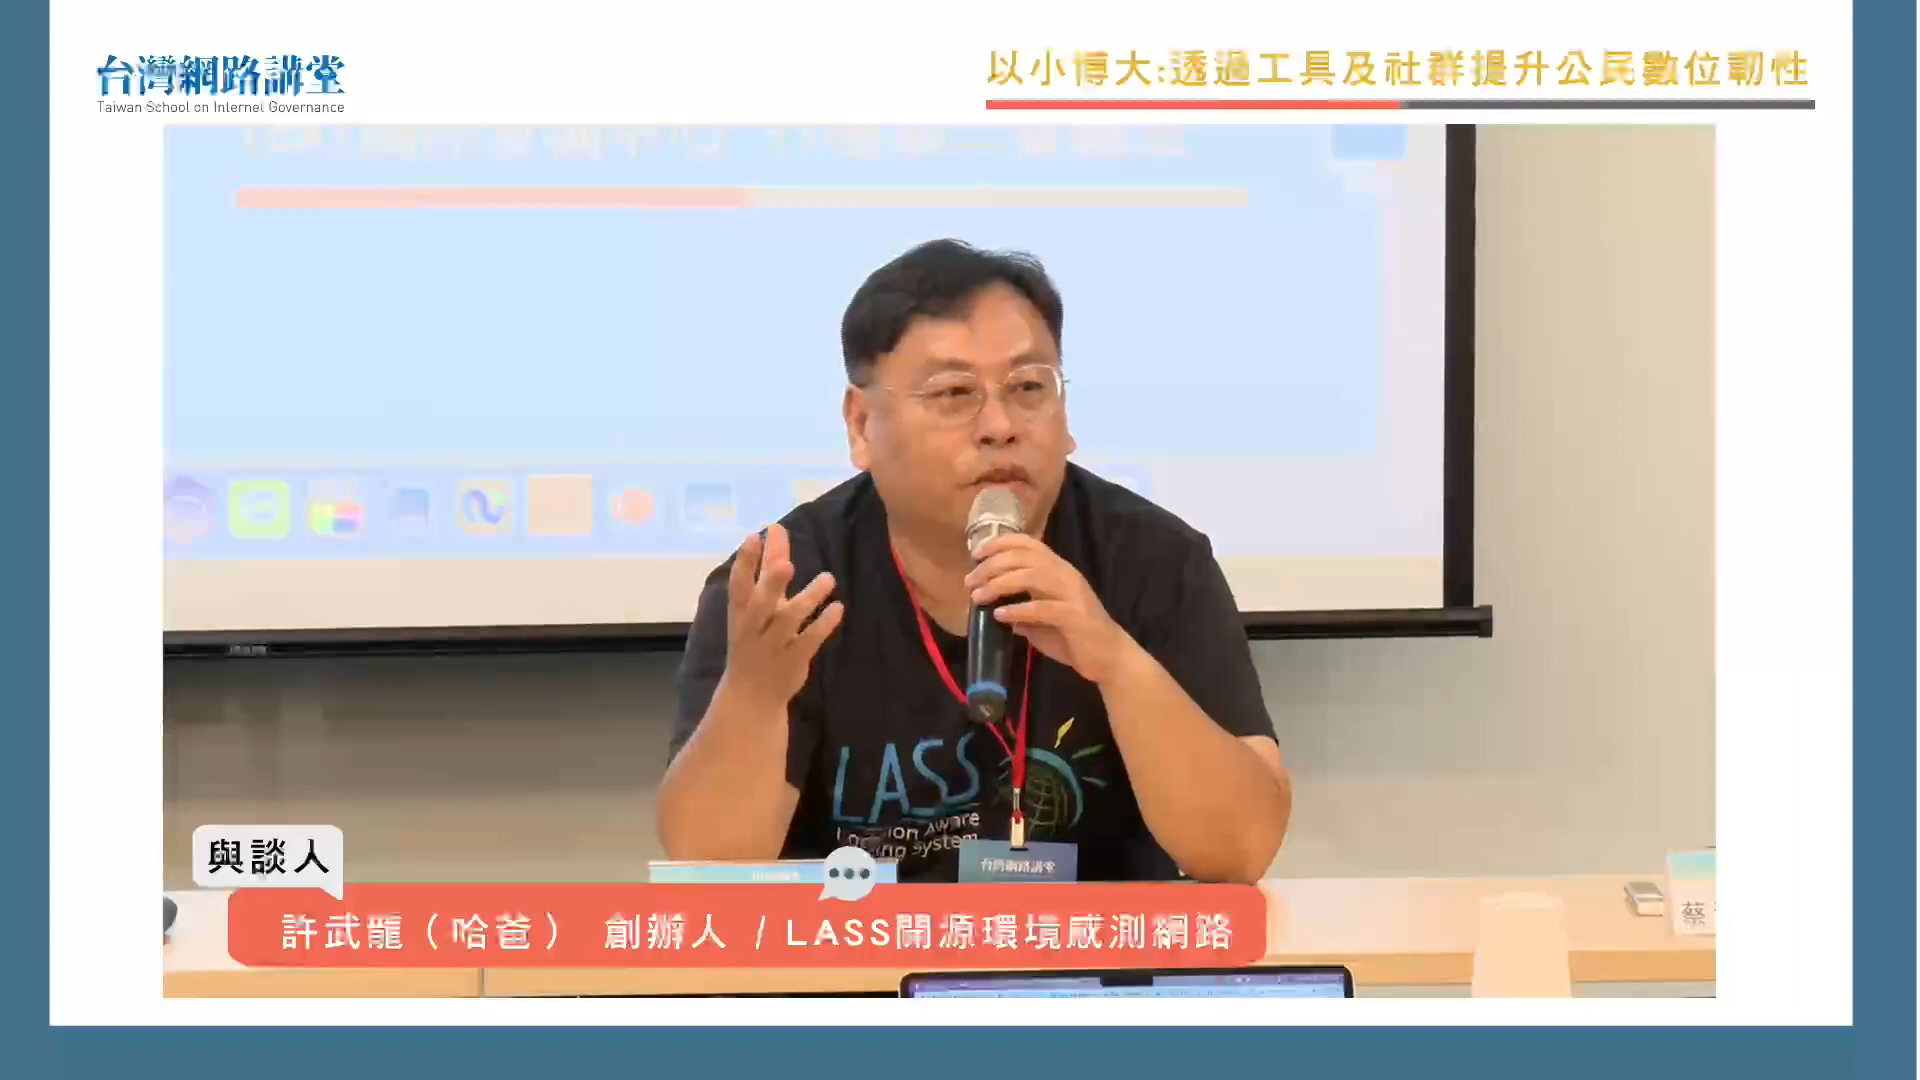 台灣網路講堂
Taiwan School on Internet Governance
以小博大:透過工具及社群提升公民數位韌性
LASS
Aware
System
台灣網路講堂
與談人
蔡
許武龍（哈爸） 創辦人 / LASS開源環境感測網路